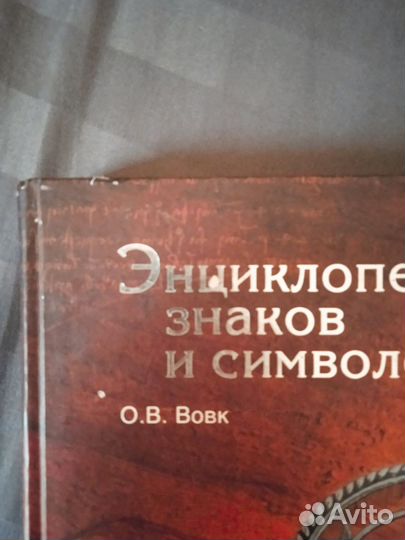 Энциклопе
знаков
и символо
О.В. Вовк
Avito